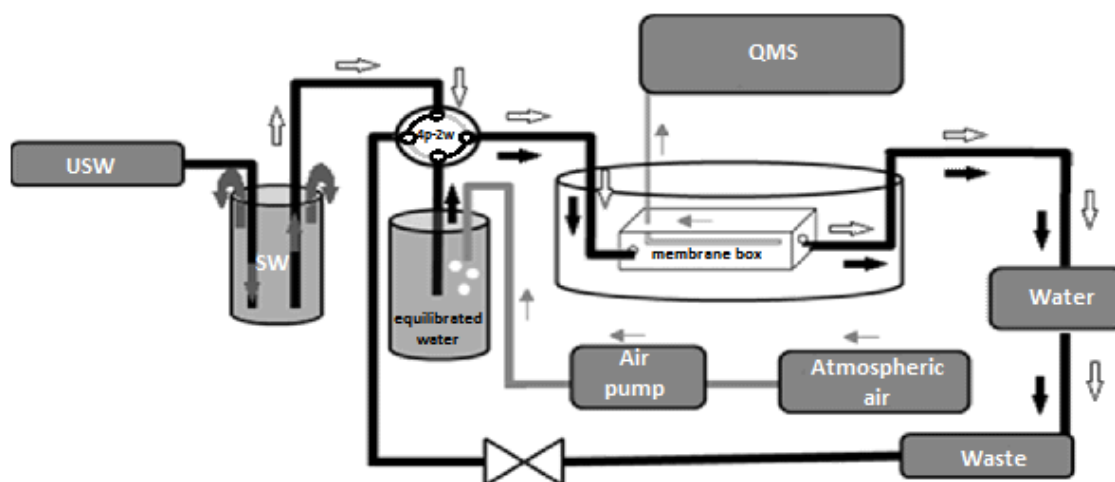 QMS
4p-2w
USW
SW
membrane box
equilibrated
water
Water
Air
pump
Atmospheric
air
Waste